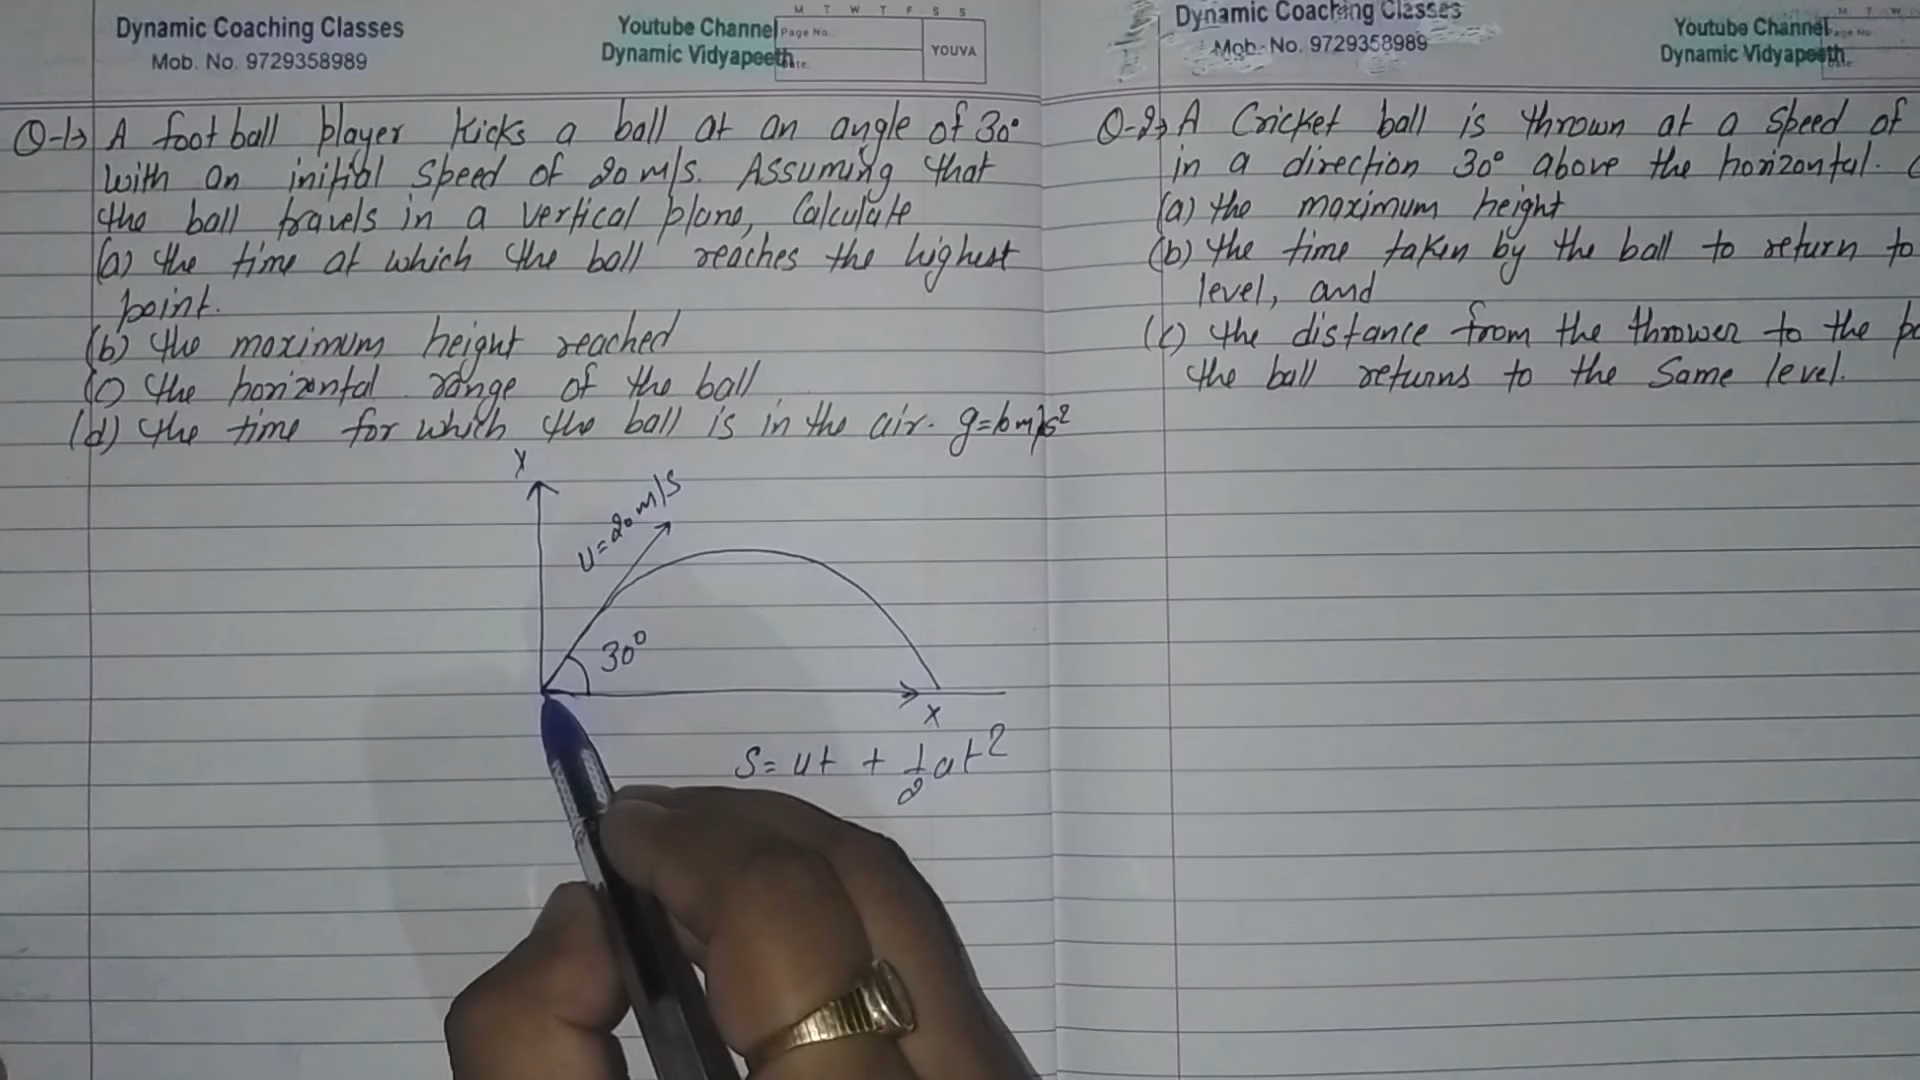 Dynamic Coaching Classes
Mob. No. 9729358989
Youtube Channel
Dynamic Vidyapeeth
M T W T F S S
Page No.
YOUVA
Q-1→ A foot ball player kicks a ball at an angle of 30°
with an initial speed of 20 m/s. Assuming that
the ball travels in a vertical plane, Calculate
(a) the time at which the ball reaches the highest
point.
(b) the maximum height reached
(c) the horizontal range of the ball
(d) the time for which the ball is in the air. g=10m/s²
Y
U=20 m/s
30°
X
S= ut + 1/2 at²
Dynamic Coaching Classes
Mob. No. 9729358989
Youtube Channel
Dynamic Vidyapeeth
M T W
Page No
Q-2→ A Cricket ball is thrown at a speed of
in a direction 30° above the horizontal.
(a) the maximum height
(b) the time taken by the ball to return to
level, and
(c) the distance from the thrower to the
the ball returns to the same level.